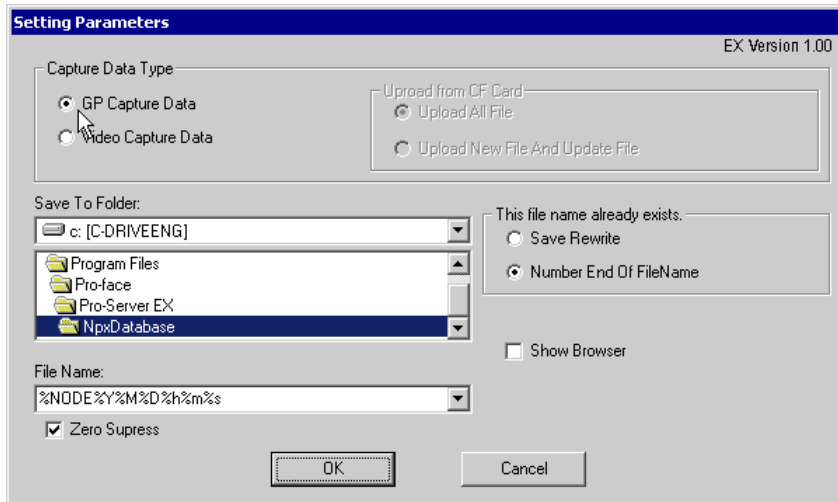 Setting Parameters
EX Version 1.00
Capture Data Type
GP Capture Data
Video Capture Data
Uproad from CF Card
Upload All File
Upload New File And Update File
Save To Folder:
c: [C-DRIVEENG]
Program Files
Pro-face
Pro-Server EX
NpxDatabase
This file name already exists.
Save Rewrite
Number End Of FileName
Show Browser
File Name:
%NODE%Y%M%D%h%m%s
Zero Supress
OK
Cancel